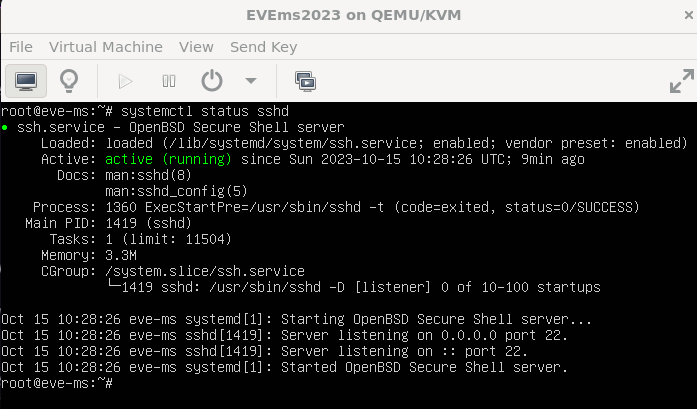 EVEms2023 on QEMU/KVM
File Virtual Machine View Send Key
root@eve-ms:~# systemctl status sshd
● ssh.service - OpenBSD Secure Shell server
Loaded: loaded (/lib/systemd/system/ssh.service; enabled; vendor preset: enabled)
Active: active (running) since Sun 2023-10-15 10:28:26 UTC; 9min ago
Docs: man:sshd(8)
man:sshd_config(5)
Process: 1360 ExecStartPre=/usr/sbin/sshd -t (code=exited, status=0/SUCCESS)
Main PID: 1419 (sshd)
Tasks: 1 (limit: 11504)
Memory: 3.3M
CGroup: /system.slice/ssh.service
└─1419 sshd: /usr/sbin/sshd -D [listener] 0 of 10-100 startups
Oct 15 10:28:26 eve-ms systemd[1]: Starting OpenBSD Secure Shell server...
Oct 15 10:28:26 eve-ms sshd[1419]: Server listening on 0.0.0.0 port 22.
Oct 15 10:28:26 eve-ms sshd[1419]: Server listening on :: port 22.
Oct 15 10:28:26 eve-ms systemd[1]: Started OpenBSD Secure Shell server.
root@eve-ms:~#